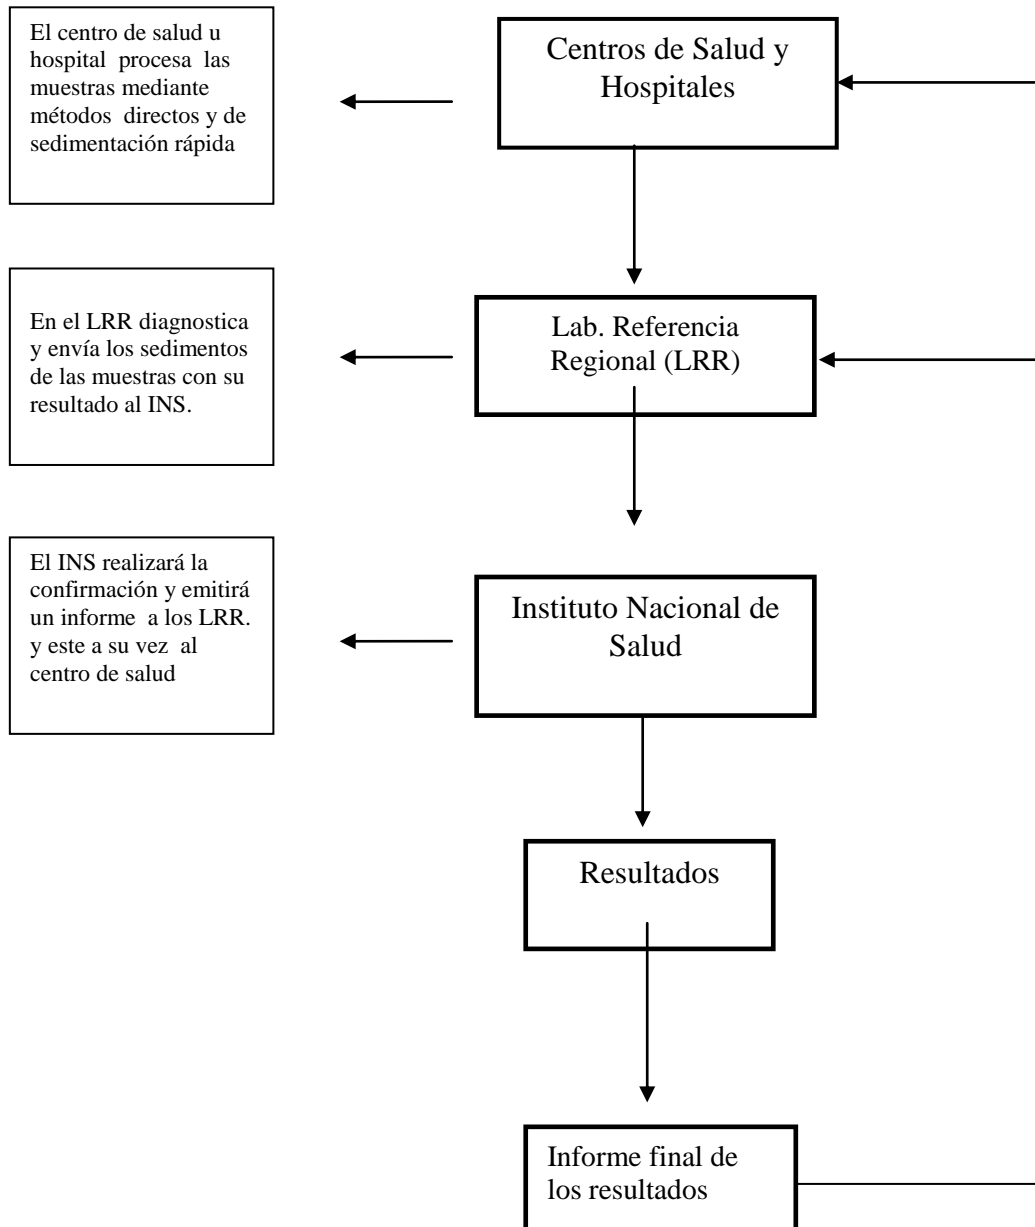 El centro de salud u
hospital procesa las
muestras mediante
métodos directos y de
sedimentación rápida
Centros de Salud y
Hospitales
En el LRR diagnostica
y envía los sedimentos
de las muestras con su
resultado al INS.
Lab. Referencia
Regional (LRR)
El INS realizará la
confirmación y emitirá
un informe a los LRR.
y este a su vez al
centro de salud
Instituto Nacional de
Salud
Resultados
Informe final de
los resultados